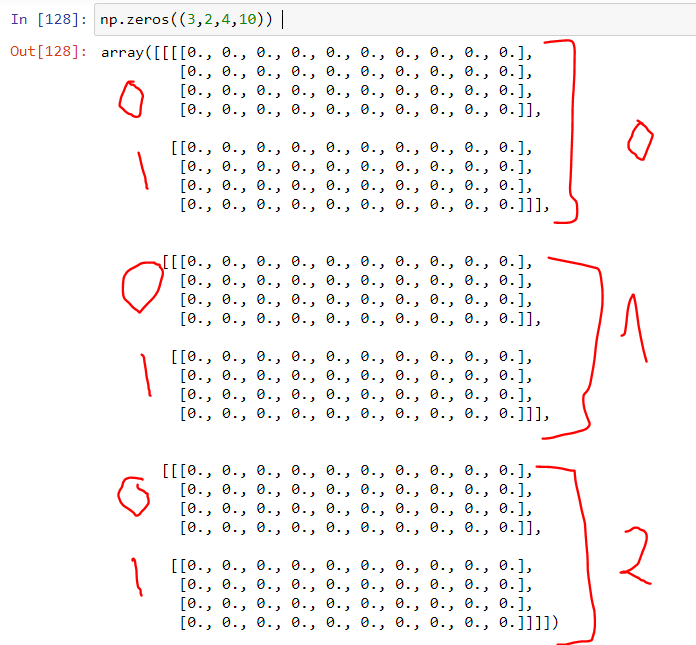 In [128]: np.zeros((3,2,4,10))
Out[128]: array([[[[0., 0., 0., 0., 0., 0., 0., 0., 0., 0.],
[0., 0., 0., 0., 0., 0., 0., 0., 0., 0.],
[0., 0., 0., 0., 0., 0., 0., 0., 0., 0.],
0 [0., 0., 0., 0., 0., 0., 0., 0., 0., 0.]],
0
[[0., 0., 0., 0., 0., 0., 0., 0., 0., 0.],
1 [0., 0., 0., 0., 0., 0., 0., 0., 0., 0.],
[0., 0., 0., 0., 0., 0., 0., 0., 0., 0.],
[0., 0., 0., 0., 0., 0., 0., 0., 0., 0.]]],
[[[0., 0., 0., 0., 0., 0., 0., 0., 0., 0.],
0 [0., 0., 0., 0., 0., 0., 0., 0., 0., 0.],
[0., 0., 0., 0., 0., 0., 0., 0., 0., 0.],
[0., 0., 0., 0., 0., 0., 0., 0., 0., 0.]],
1
[[0., 0., 0., 0., 0., 0., 0., 0., 0., 0.],
1 [0., 0., 0., 0., 0., 0., 0., 0., 0., 0.],
[0., 0., 0., 0., 0., 0., 0., 0., 0., 0.],
[0., 0., 0., 0., 0., 0., 0., 0., 0., 0.]]],
[[[0., 0., 0., 0., 0., 0., 0., 0., 0., 0.],
0 [0., 0., 0., 0., 0., 0., 0., 0., 0., 0.],
[0., 0., 0., 0., 0., 0., 0., 0., 0., 0.],
[0., 0., 0., 0., 0., 0., 0., 0., 0., 0.]],
2
[[0., 0., 0., 0., 0., 0., 0., 0., 0., 0.],
1 [0., 0., 0., 0., 0., 0., 0., 0., 0., 0.],
[0., 0., 0., 0., 0., 0., 0., 0., 0., 0.],
[0., 0., 0., 0., 0., 0., 0., 0., 0., 0.]]]])